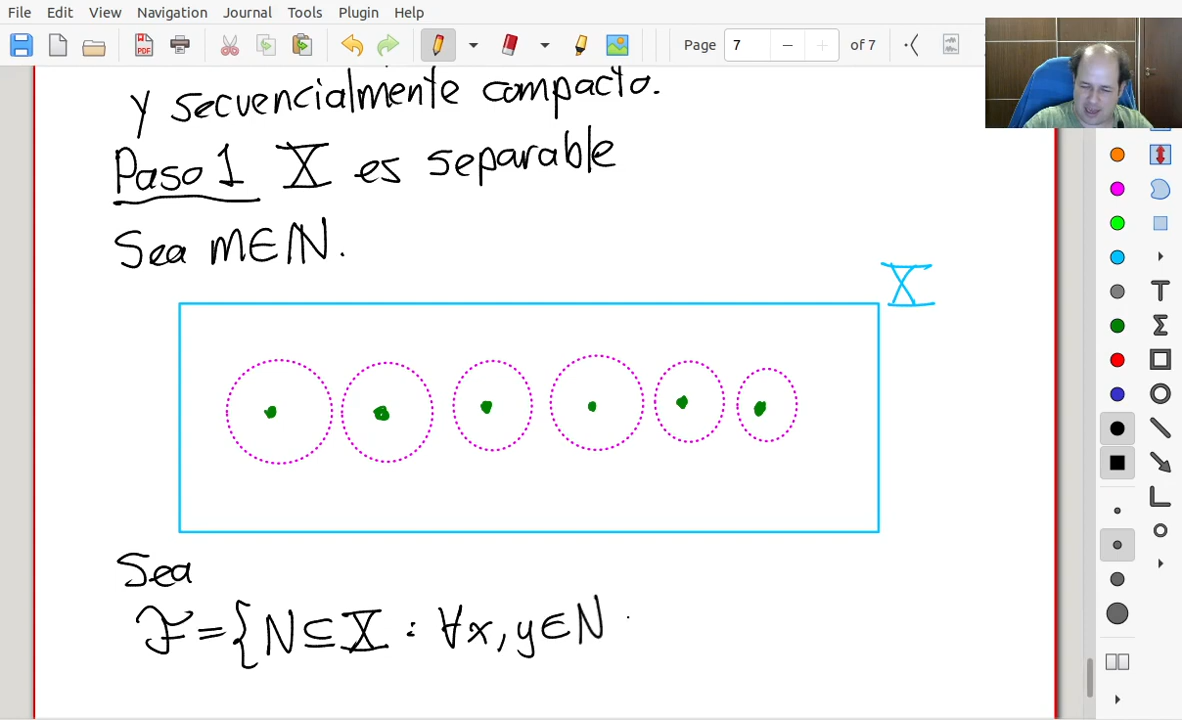 File Edit View Navigation Journal Tools Plugin Help
Page 7 of 7
y secuencialmente compacto.
Paso 1 X es separable
Sea m∈ℕ.
X
Sea
ℱ={N⊆X : ∀x,y∈N